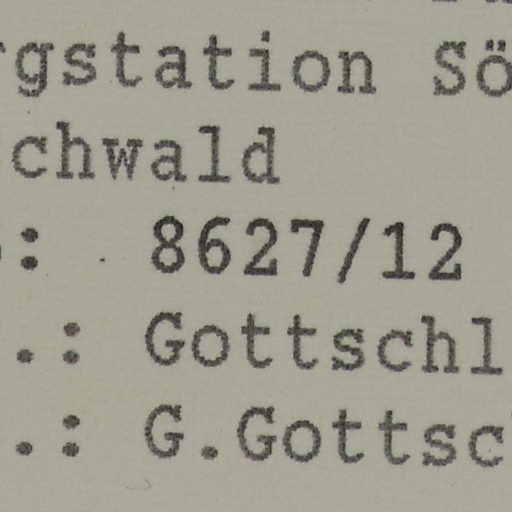 rgstation Sö
chwald
: 8627/12
.: Gottschl
.: G.Gottsc